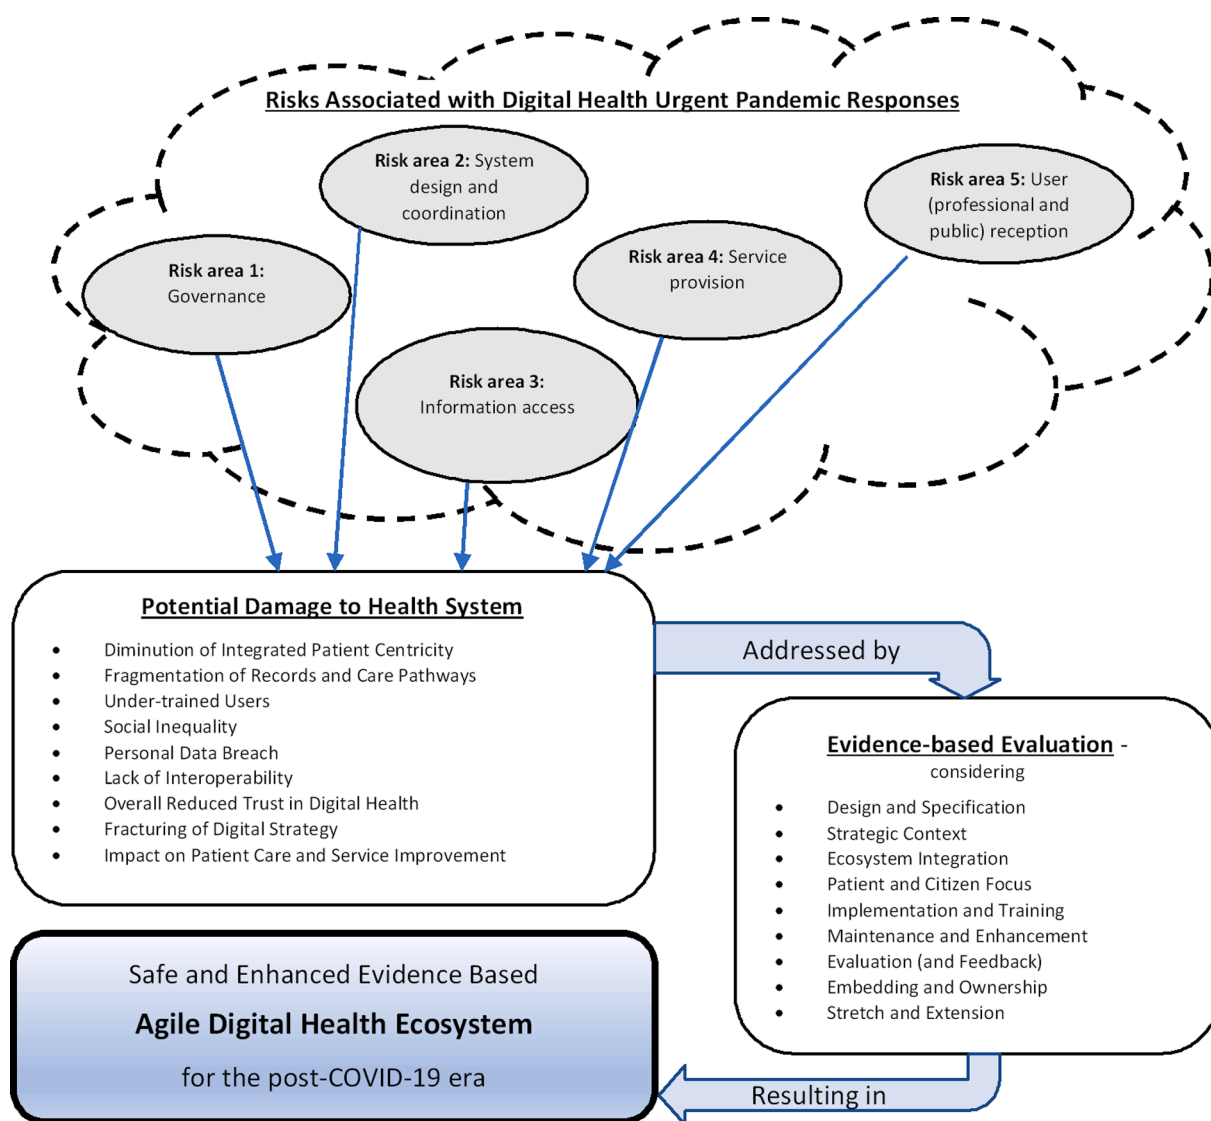 Risks Associated with Digital Health Urgent Pandemic Responses
Risk area 1:
Governance
Risk area 2: System
design and
coordination
Risk area 3:
Information access
Risk area 4: Service
provision
Risk area 5: User
(professional and
public) reception
Potential Damage to Health System
• Diminution of Integrated Patient Centricity
• Fragmentation of Records and Care Pathways
• Under-trained Users
• Social Inequality
• Personal Data Breach
• Lack of Interoperability
• Overall Reduced Trust in Digital Health
• Fracturing of Digital Strategy
• Impact on Patient Care and Service Improvement
Addressed by
Evidence-based Evaluation -
considering
• Design and Specification
• Strategic Context
• Ecosystem Integration
• Patient and Citizen Focus
• Implementation and Training
• Maintenance and Enhancement
• Evaluation (and Feedback)
• Embedding and Ownership
• Stretch and Extension
Resulting in
Safe and Enhanced Evidence Based
Agile Digital Health Ecosystem
for the post-COVID-19 era